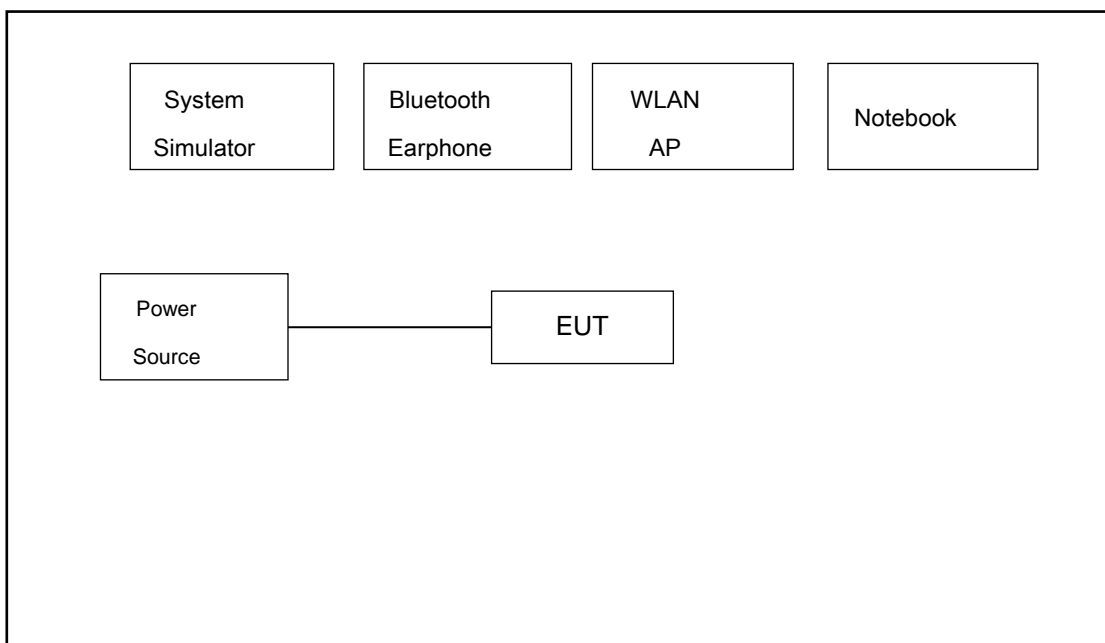 System
Simulator
Bluetooth
Earphone
WLAN
AP
Notebook
Power
Source
EUT